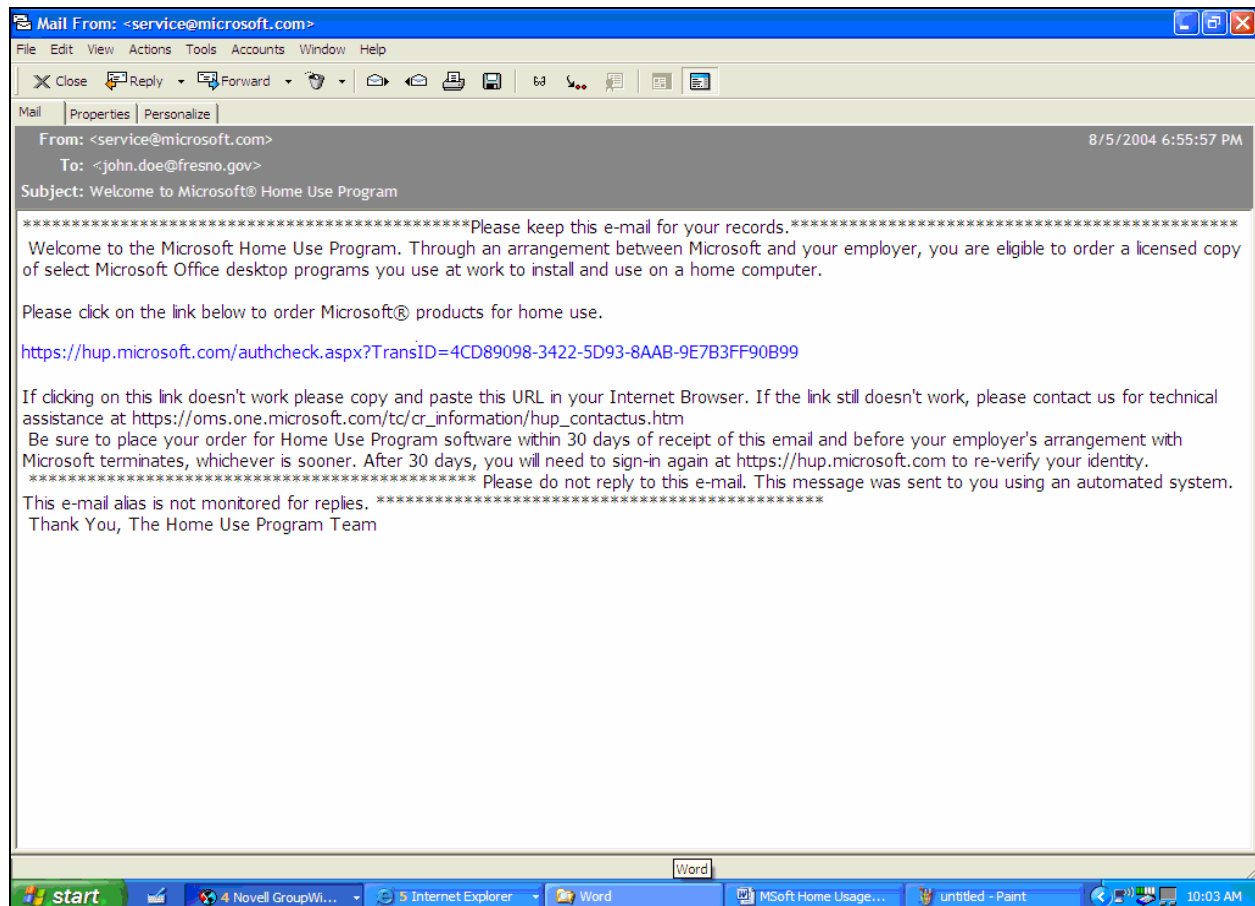 Mail From: <service@microsoft.com>
File Edit View Actions Tools Accounts Window Help
Close Reply Forward
Mail Properties Personalize
From: <service@microsoft.com> 8/5/2004 6:55:57 PM
To: <john.doe@fresno.gov>
Subject: Welcome to Microsoft® Home Use Program
**********************************************Please keep this e-mail for your records.**********************************************
Welcome to the Microsoft Home Use Program. Through an arrangement between Microsoft and your employer, you are eligible to order a licensed copy
of select Microsoft Office desktop programs you use at work to install and use on a home computer.
Please click on the link below to order Microsoft® products for home use.
https://hup.microsoft.com/authcheck.aspx?TransID=4CD89098-3422-5D93-8AAB-9E7B3FF90B99
If clicking on this link doesn't work please copy and paste this URL in your Internet Browser. If the link still doesn't work, please contact us for technical
assistance at https://oms.one.microsoft.com/tc/cr_information/hup_contactus.htm
Be sure to place your order for Home Use Program software within 30 days of receipt of this email and before your employer's arrangement with
Microsoft terminates, whichever is sooner. After 30 days, you will need to sign-in again at https://hup.microsoft.com to re-verify your identity.
********************************************** Please do not reply to this e-mail. This message was sent to you using an automated system.
This e-mail alias is not monitored for replies. **********************************************
Thank You, The Home Use Program Team
Word
start 4 Novell GroupWi... 5 Internet Explorer Word MSoft Home Usage... untitled - Paint 10:03 AM